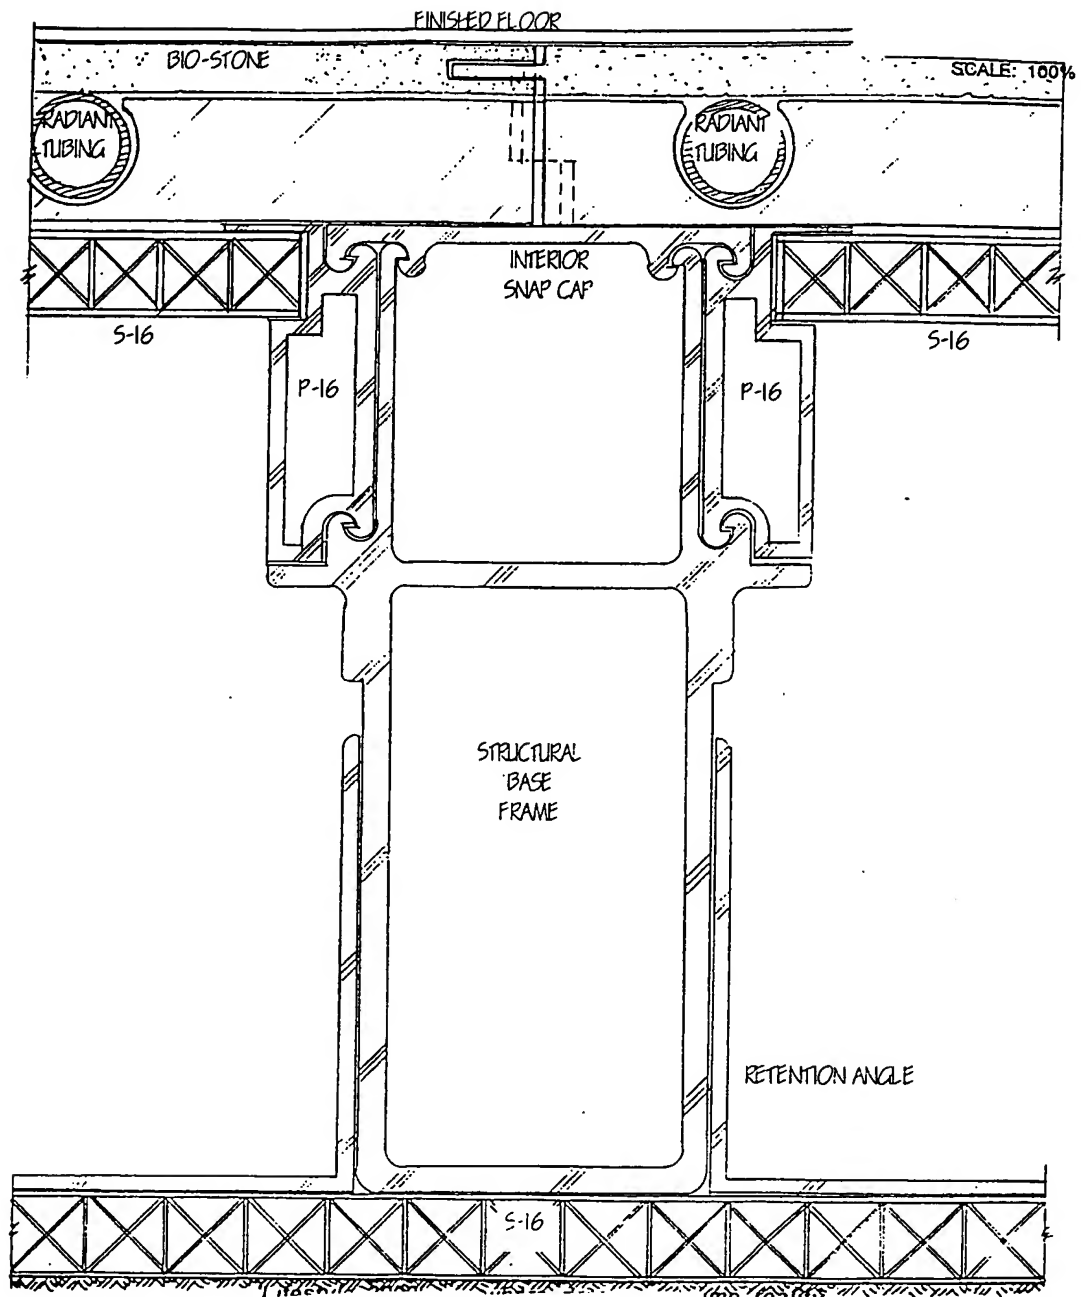 FINISHED FLOOR
BIO-STONE
SCALE: 100%
RADIANT
TUBING
RADIANT
TUBING
INTERIOR
SNAP CAP
S-16
S-16
P-16
P-16
STRUCTURAL
BASE
FRAME
RETENTION ANGLE
S-16